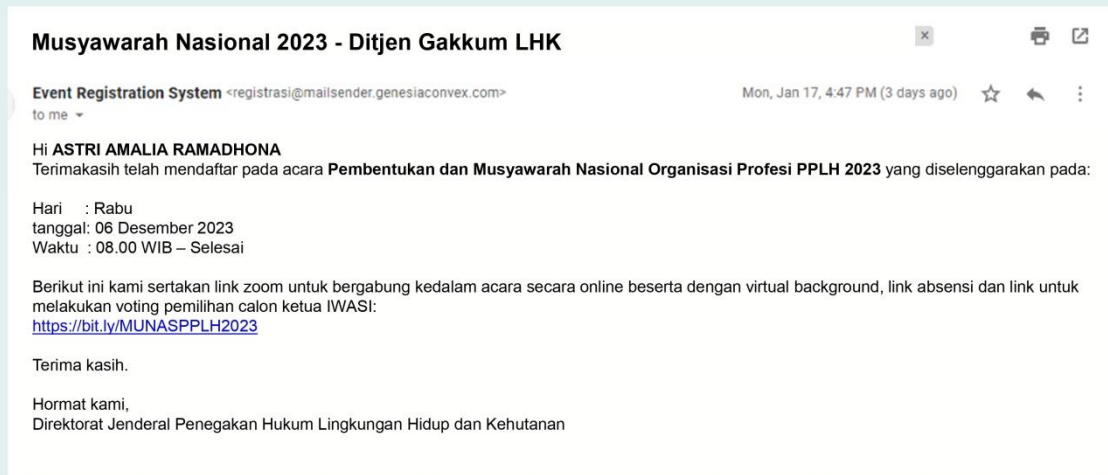 Musyawarah Nasional 2023 - Ditjen Gakkum LHK
Event Registration System <registrasi@mailsender.genesiaconvex.com>
Mon, Jan 17, 4:47 PM (3 days ago)
to me
Hi ASTRI AMALIA RAMADHONA
Terimakasih telah mendaftar pada acara Pembentukan dan Musyawarah Nasional Organisasi Profesi PPLH 2023 yang diselenggarakan pada:
Hari : Rabu
tanggal: 06 Desember 2023
Waktu : 08.00 WIB – Selesai
Berikut ini kami sertakan link zoom untuk bergabung kedalam acara secara online beserta dengan virtual background, link absensi dan link untuk
melakukan voting pemilihan calon ketua IWASI:
https://bit.ly/MUNASPPLH2023
Terima kasih.
Hormat kami,
Direktorat Jenderal Penegakan Hukum Lingkungan Hidup dan Kehutanan